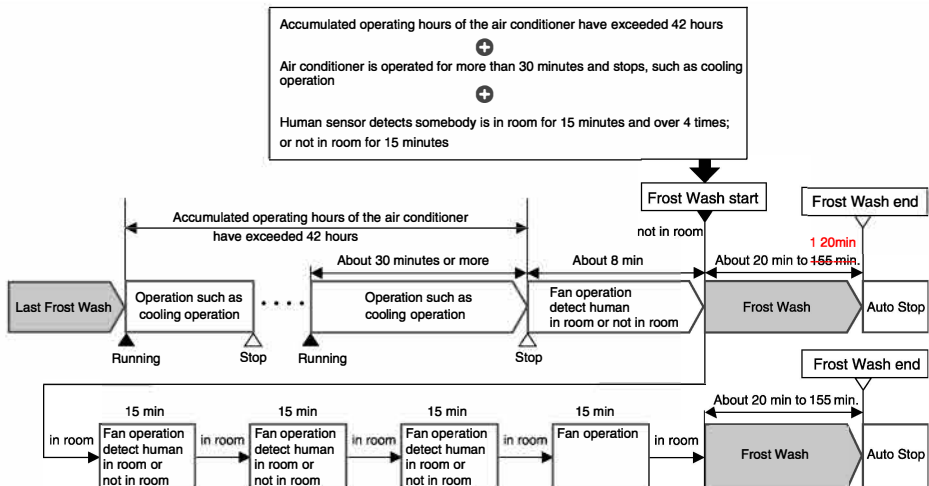 Accumulated operating hours of the air conditioner have exceeded 42 hours
+
Air conditioner is operated for more than 30 minutes and stops, such as cooling
operation
+
Human sensor detects somebody is in room for 15 minutes and over 4 times;
or not in room for 15 minutes
Frost Wash start
Frost Wash end
Accumulated operating hours of the air conditioner
have exceeded 42 hours
not in room
1 20min
About 30 minutes or more
About 8 min
About 20 min to 155 min.
Last Frost Wash
Operation such as
cooling operation
Operation such as
cooling operation
Fan operation
detect human
in room or not in room
Frost Wash
Auto Stop
Running
Stop
Running
Stop
Frost Wash end
About 20 min to 155 min.
15 min
15 min
15 min
15 min
in room
Fan operation
detect human
in room or
not in room
in room
Fan operation
detect human
in room or
not in room
in room
Fan operation
detect human
in room or
not in room
in room
Fan operation
in room
Frost Wash
Auto Stop